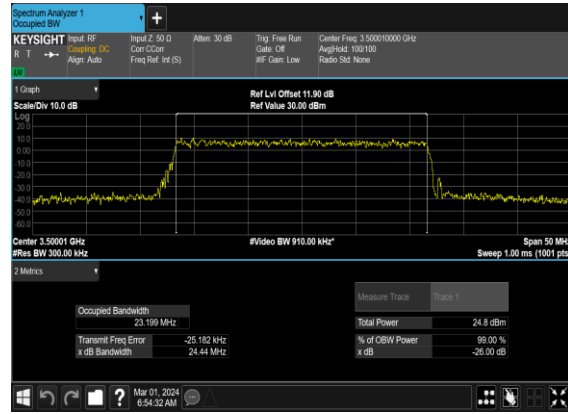 Spectrum Analyzer 1
Occupied BW
+
KEYSIGHT Input: RF Input Z: 50 Ω Atten: 30 dB Trig: Free Run Center Freq: 3.500010000 GHz
R T Coupling: DC Corr CCorr Gate: Off Avg|Hold: 100/100
Align: Auto Freq Ref: Int (S) #IF Gain: Low Radio Std: None
1 Graph Ref Lvl Offset 11.90 dB
Scale/Div 10.0 dB Ref Value 30.00 dBm
Log
20.0
10.0
0.00
-10.0
-20.0
-30.0
-40.0
-50.0
-60.0
Center 3.50001 GHz #Video BW 910.00 kHz* Span 50 MHz
#Res BW 300.00 kHz Sweep 1.00 ms (1001 pts)
2 Metrics
Measure Trace Trace 1
Occupied Bandwidth
23.199 MHz Total Power 24.8 dBm
Transmit Freq Error -25.182 kHz % of OBW Power 99.00 %
x dB Bandwidth 24.44 MHz x dB -26.00 dB
? Mar 01, 2024
6:54:32 AM